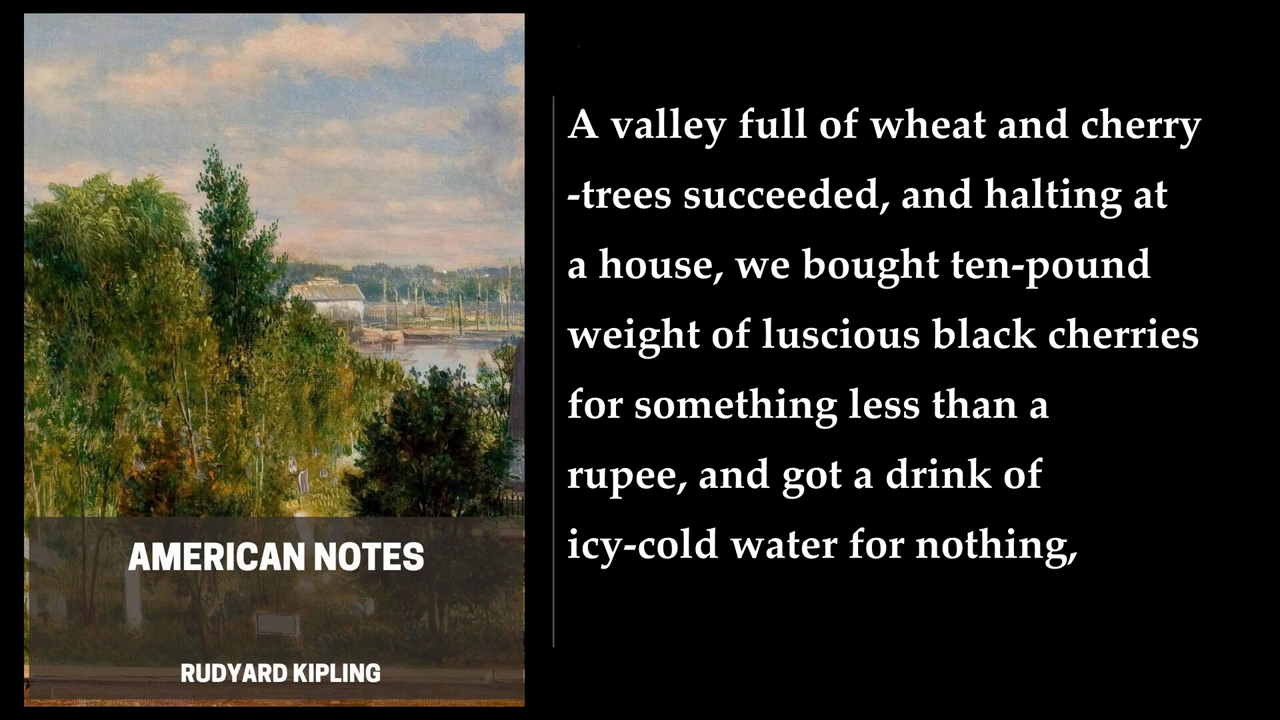 AMERICAN NOTES
RUDYARD KIPLING
A valley full of wheat and cherry
-trees succeeded, and halting at
a house, we bought ten-pound
weight of luscious black cherries
for something less than a
rupee, and got a drink of
icy-cold water for nothing,